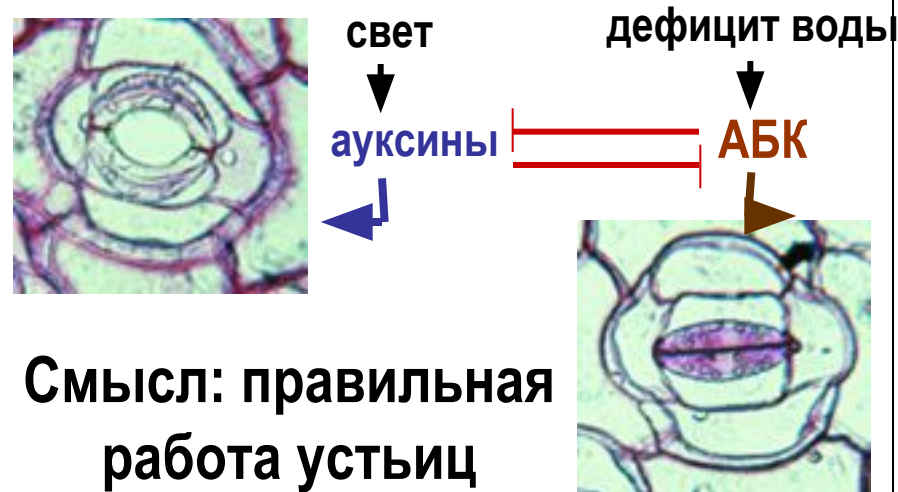 свет
дефицит воды
ауксины
АБК
Смысл: правильная
работа устьиц